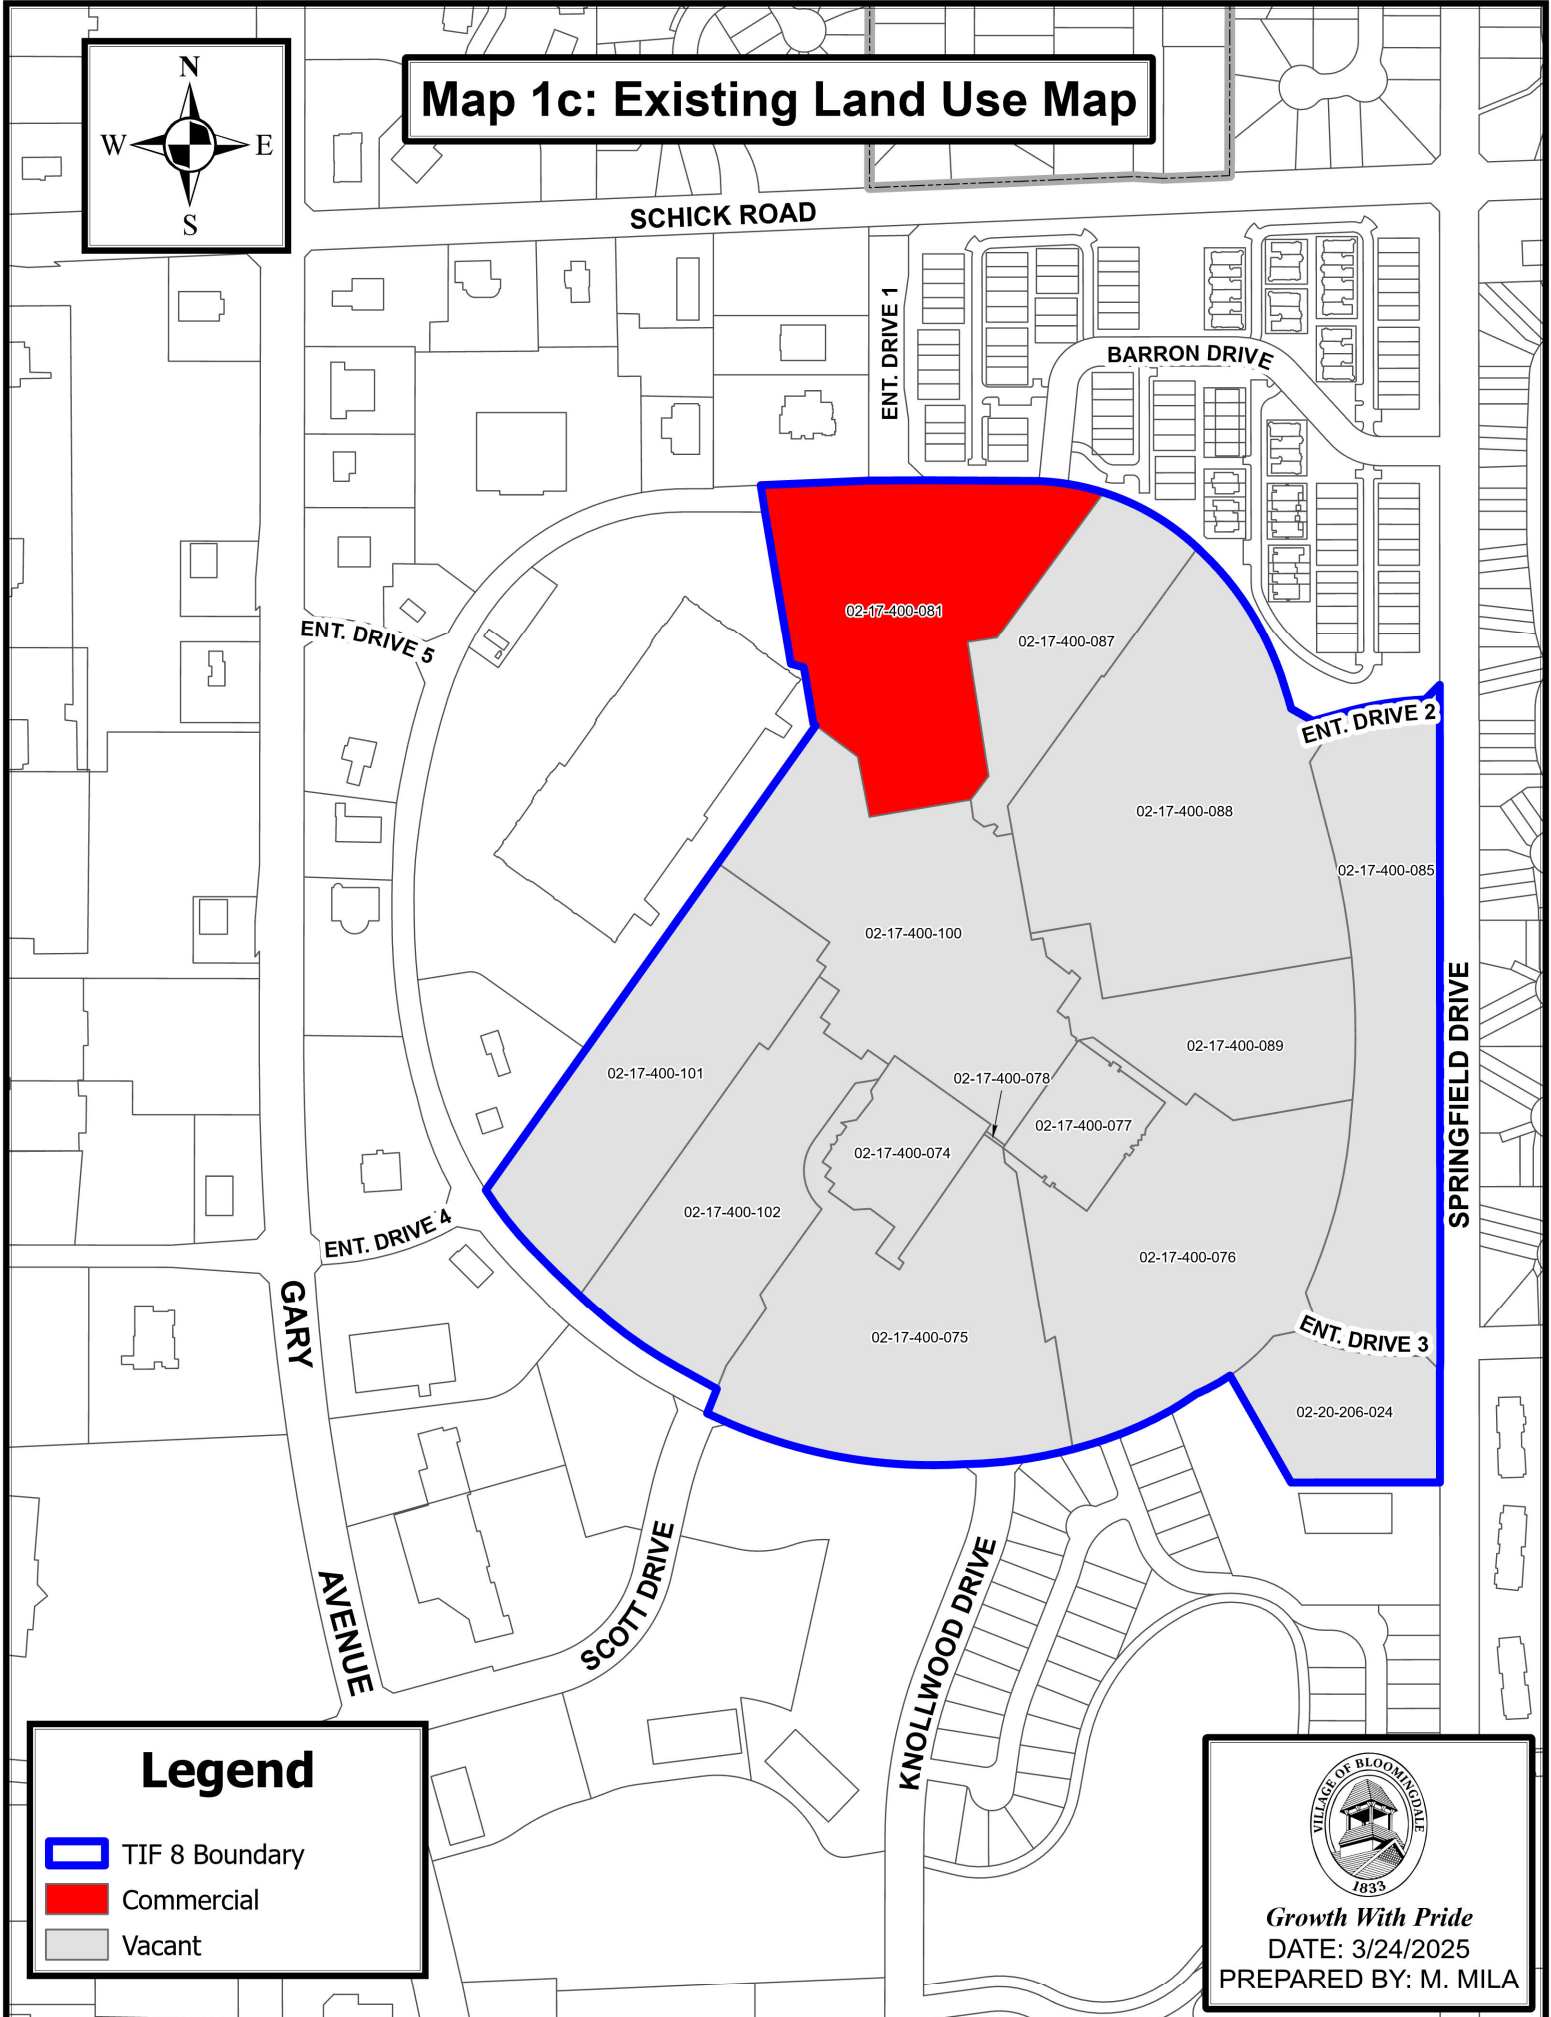 Map 1c: Existing Land Use Map
N
W E
S
SCHICK ROAD
ENT. DRIVE 1
BARRON DRIVE
02-17-400-081
ENT. DRIVE 5
02-17-400-087
ENT. DRIVE 2
02-17-400-088
02-17-400-085
02-17-400-100
SPRINGFIELD DRIVE
02-17-400-089
02-17-400-101
02-17-400-078
02-17-400-077
02-17-400-074
02-17-400-102
ENT. DRIVE 4
02-17-400-076
GARY
AVENUE
02-17-400-075
ENT. DRIVE 3
02-20-206-024
SCOTT DRIVE
KNOLLWOOD DRIVE
Legend
TIF 8 Boundary
Commercial
Vacant
VILLAGE OF BLOOMINGDALE
1833
Growth With Pride
DATE: 3/24/2025
PREPARED BY: M. MILA